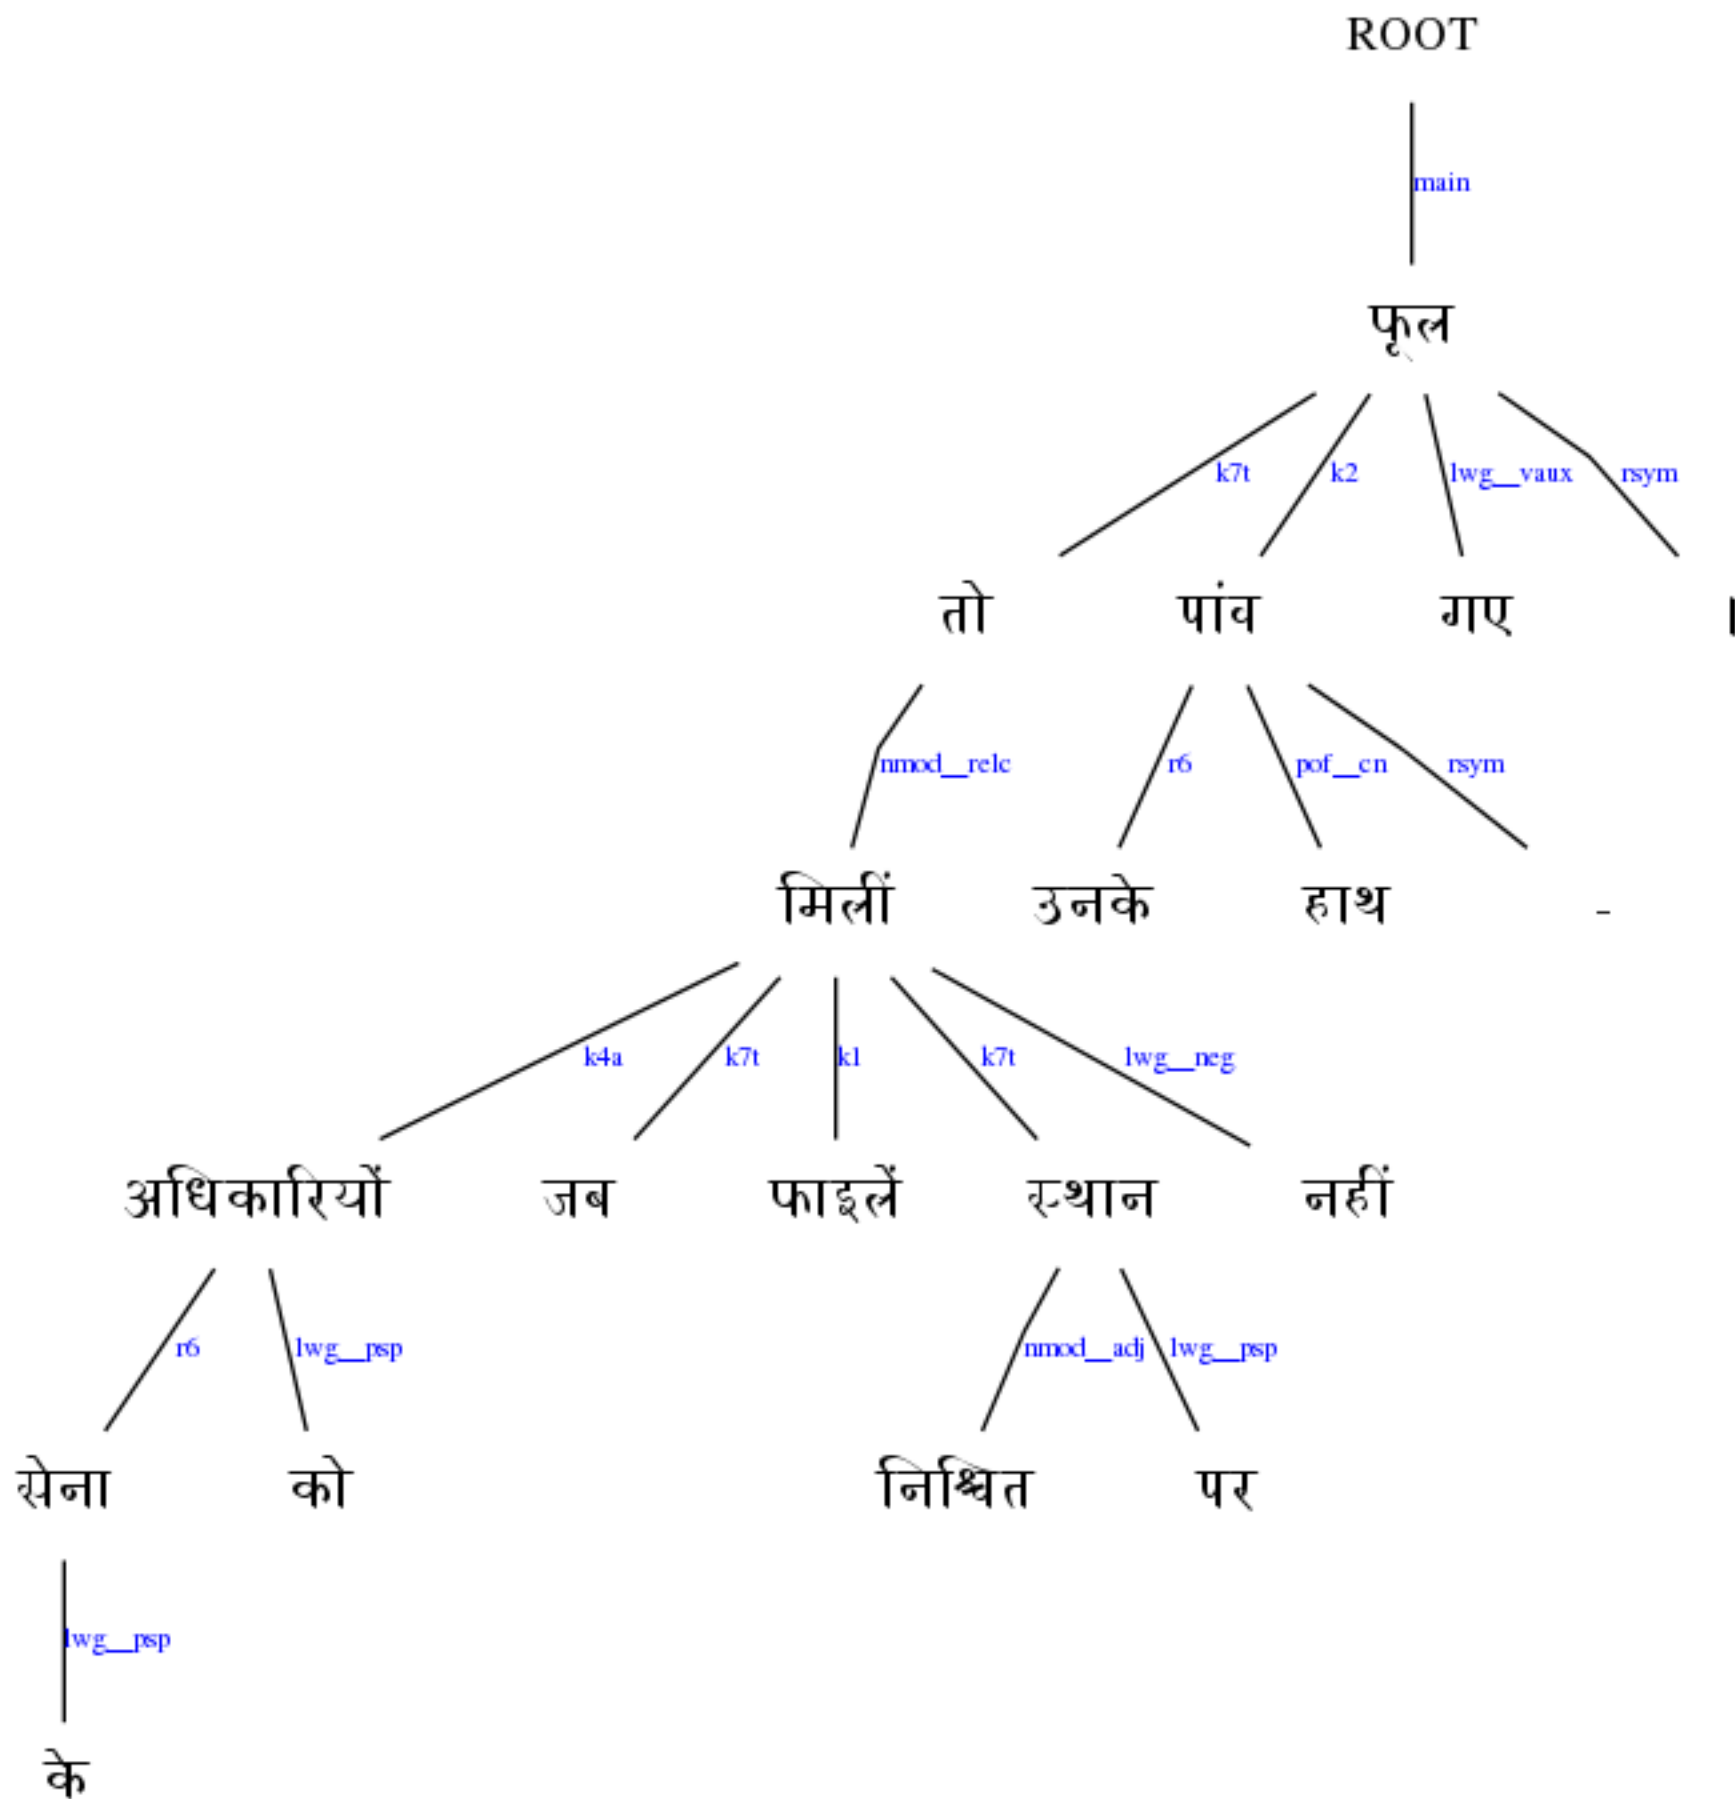 ROOT
main
फूल
k7t k2 lwg__vaux rsym
तो पांव गए ।
nmod__relc r6 pof__cn rsym
मिलीं उनके हाथ -
k4a k7t k1 k7t lwg__neg
अधिकारियों जब फाइलें स्थान नहीं
r6 lwg__psp nmod__adj lwg__psp
सेना को निश्चित पर
lwg__psp
के